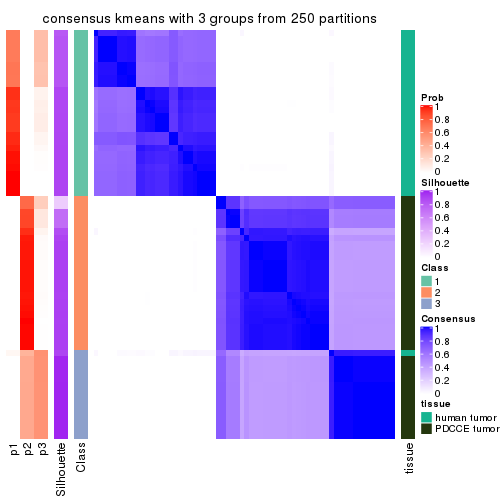 consensus kmeans with 3 groups from 250 partitions
Prob
1
0.8
0.6
0.4
0.2
0
Silhouette
1
0.8
0.6
0.4
0.2
0
Class
1
2
3
Consensus
1
0.8
0.6
0.4
0.2
0
tissue
human tumor
PDCCE tumor
p1
p2
p3
Silhouette
Class
tissue